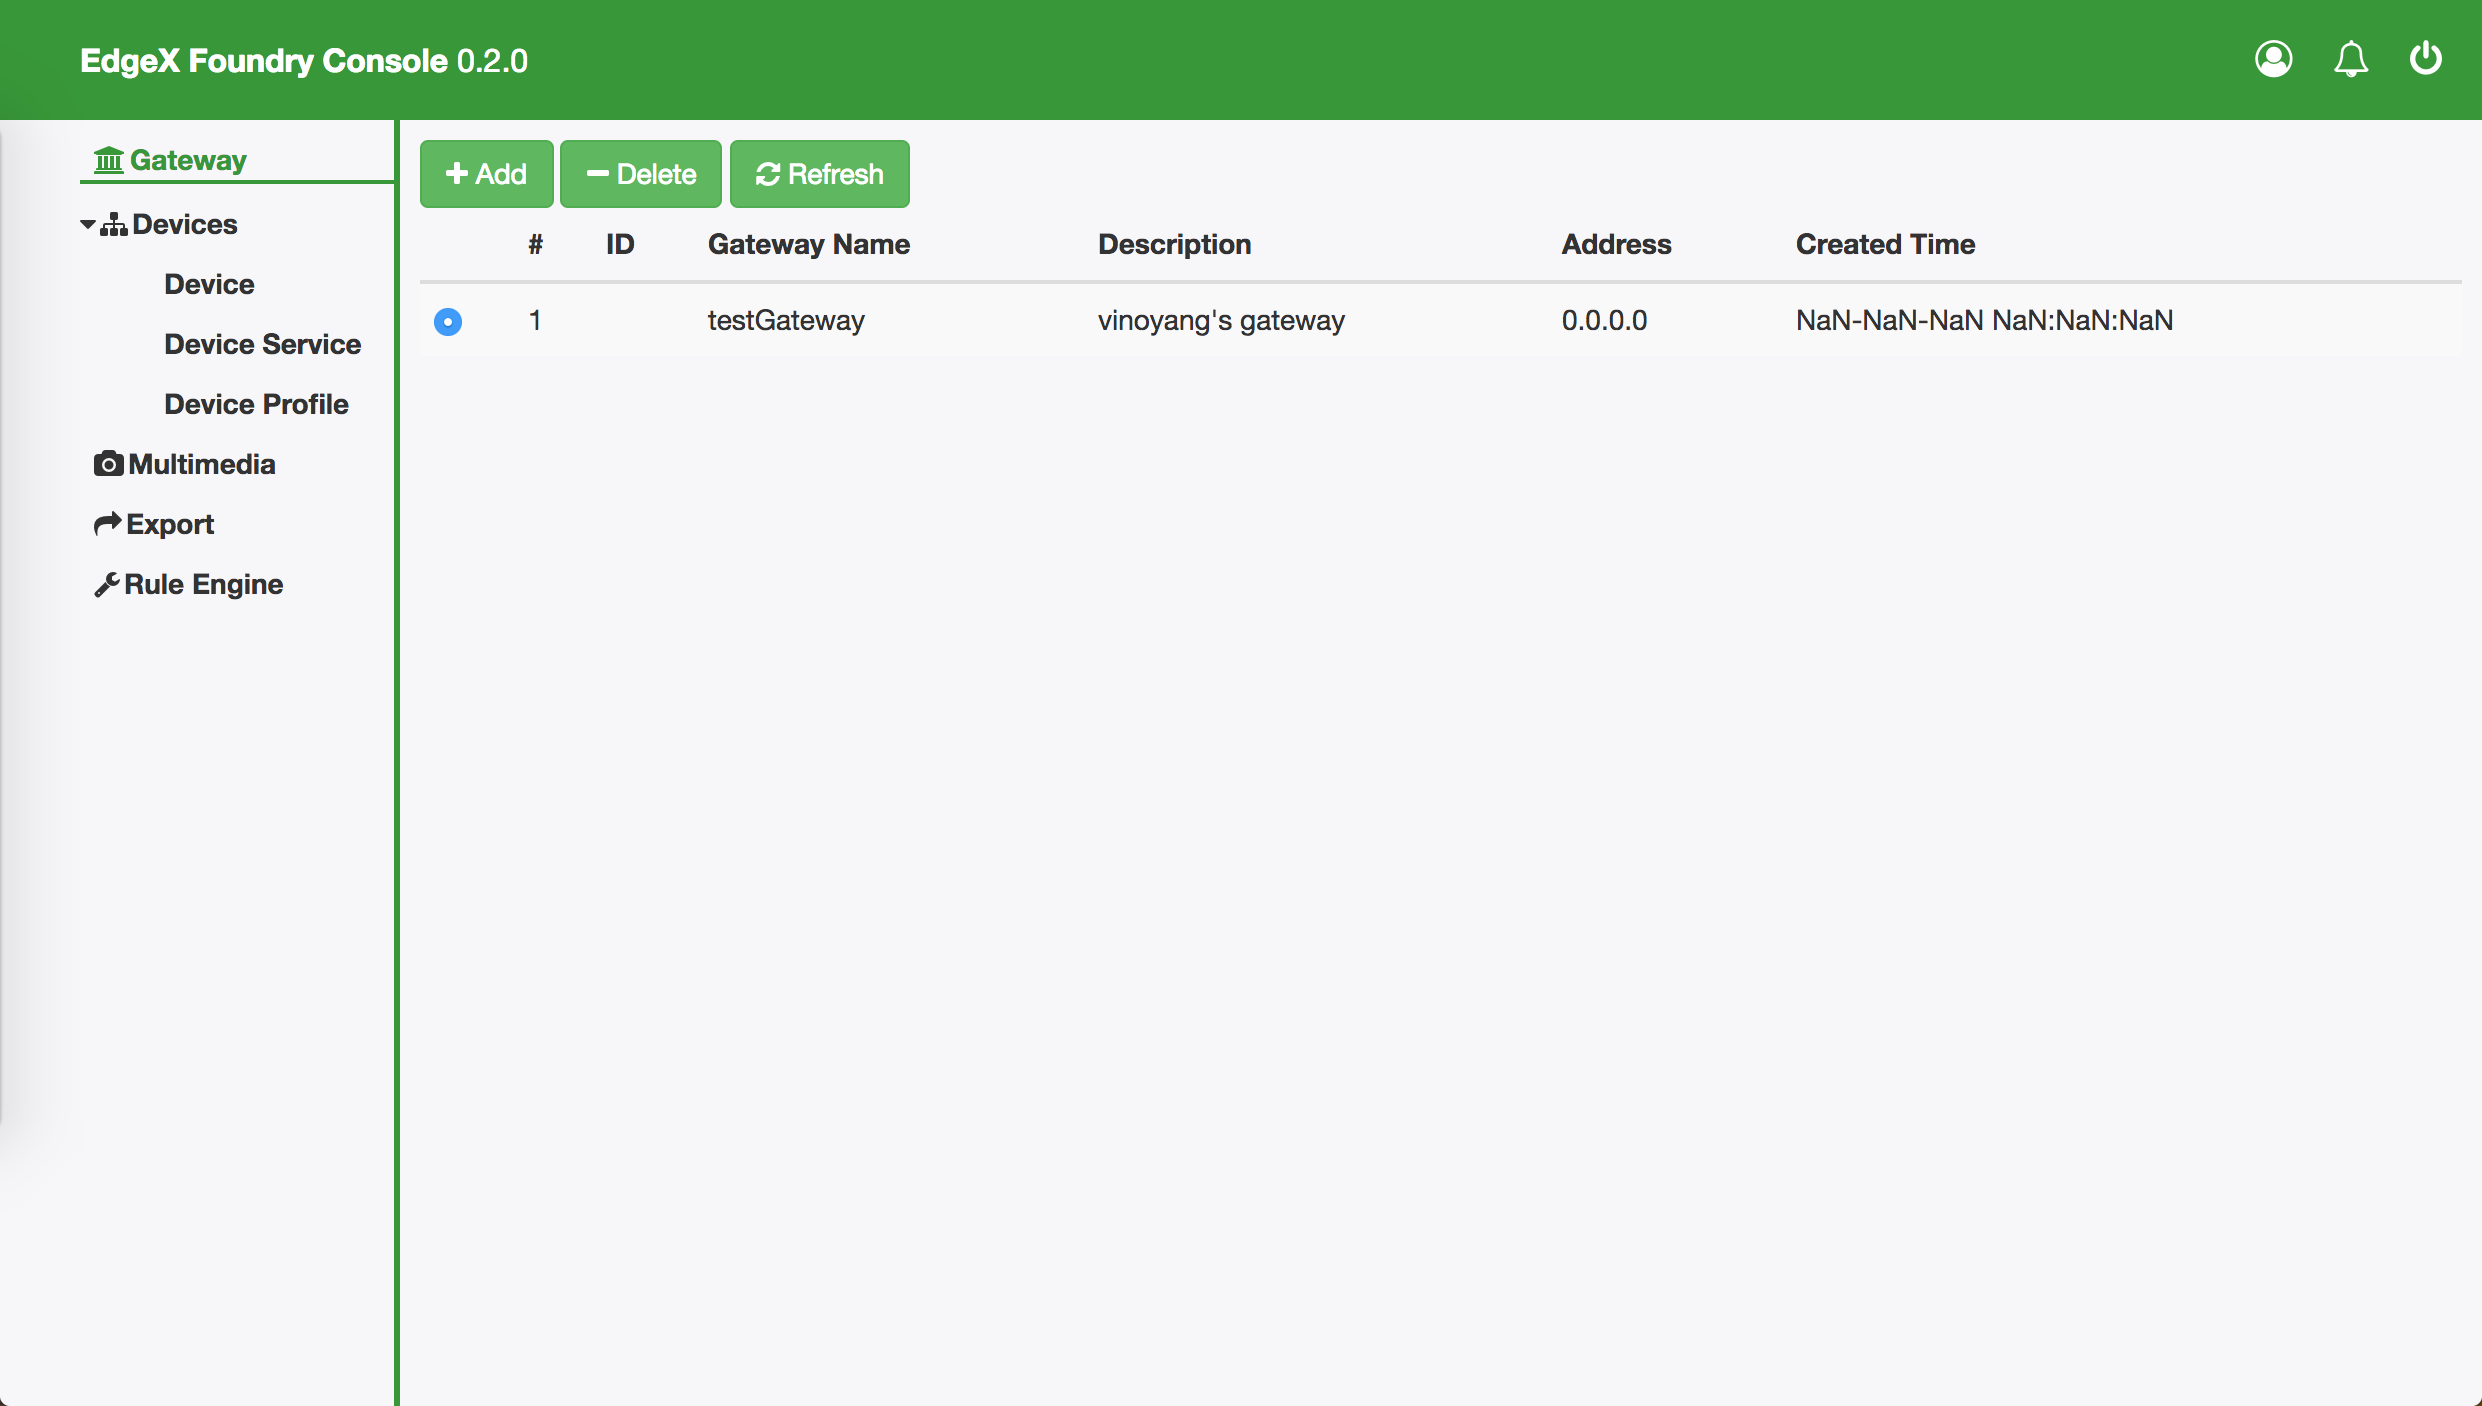 EdgeX Foundry Console 0.2.0
Gateway
Devices
Device
Device Service
Device Profile
Multimedia
Export
Rule Engine
Add Delete Refresh
# ID Gateway Name Description Address Created Time
1 testGateway vinoyang's gateway 0.0.0.0 NaN-NaN-NaN NaN:NaN:NaN